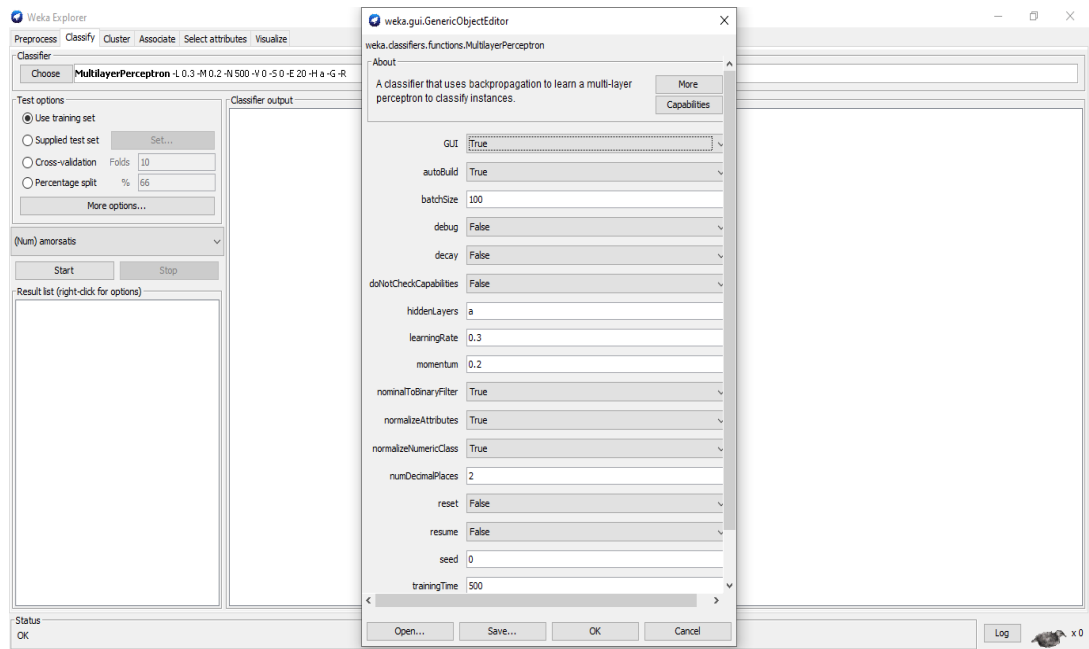 Weka Explorer
Preprocess Classify Cluster Associate Select attributes Visualize
Classifier
Choose MultilayerPerceptron -L 0.3 -M 0.2 -N 500 -V 0 -S 0 -E 20 -H a -G -R
Test options
Use training set
Supplied test set Set...
Cross-validation Folds 10
Percentage split % 66
More options...
(Num) amorsatis
Start Stop
Result list (right-click for options)
Classifier output
weka.gui.GenericObjectEditor
weka.classifiers.functions.MultilayerPerceptron
About
A classifier that uses backpropagation to learn a multi-layer
perceptron to classify instances.
More
Capabilities
GUI True
autoBuild True
batchSize 100
debug False
decay False
doNotCheckCapabilities False
hiddenLayers a
learningRate 0.3
momentum 0.2
nominalToBinaryFilter True
normalizeAttributes True
normalizeNumericClass True
numDecimalPlaces 2
reset False
resume False
seed 0
trainingTime 500
Open... Save... OK Cancel
Status
OK
Log x 0